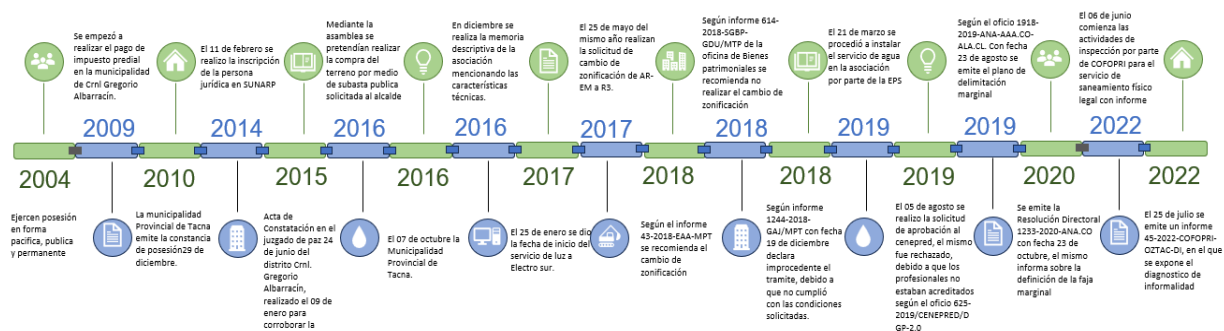 Se empezó a
realizar el pago de
impuesto predial
en la municipalidad
de Crnl Gregorio
Albarracín.
El 11 de febrero se
realizo la inscripción
de la persona
jurídica en SUNARP
Mediante la
asamblea se
pretendían realizar
la compra del
terreno por medio
de subasta publica
solicitada al alcalde
En diciembre se
realiza la memoria
descriptiva de la
asociación
mencionando las
características
técnicas.
El 25 de mayo del
mismo año realizan
la solicitud de
cambio de
zonificación de AR-
EM a R3.
Según informe 614-
2018-SGBP-
GDU/MTP de la
oficina de Bienes
patrimoniales se
recomienda no
realizar el cambio de
zonificación
El 21 de marzo se
procedió a instalar
el servicio de agua
en la asociación
por parte de la EPS
Según el oficio 1918-
2019-ANA-AAA.CO-
ALA.CL. Con fecha
23 de agosto se
emite el plano de
delimitación
marginal
El 06 de junio
comienza las
actividades de
inspección por parte
de COFOPRI para el
servicio de
saneamiento físico
legal con informe
2009
2014
2016
2016
2017
2018
2019
2019
2022
2004
2010
2015
2016
2017
2018
2018
2019
2020
2022
Ejercen posesión
en forma
pacifica, publica
y permanente
La municipalidad
Provincial de Tacna
emite la constancia
de posesión29 de
diciembre.
Acta de
Constatación en el
juzgado de paz 24
de junio del
distrito Crnl.
Gregorio
Albarracín,
realizado el 09 de
enero para
corroborar la
El 07 de octubre la
Municipalidad
Provincial de
Tacna.
El 25 de enero se dio
la fecha de inicio del
servicio de luz a
Electro sur.
Según el informe
43-2018-EAA-MPT
se recomienda el
cambio de
zonificación
Según informe
1244-2018-
GAJ/MPT con fecha
19 de diciembre
declara
improcedente el
tramite, debido a
que no cumplió
con las condiciones
solicitadas.
El 05 de agosto se
realizo la solicitud
de aprobación al
cenepred, el mismo
fue rechazado,
debido a que los
profesionales no
estaban acreditados
según el oficio 625-
2019/CENEPRED/D
GP-2.0
Se emite la
Resolución Directoral
1233-2020-ANA.CO
con fecha 23 de
octubre, el mismo
informa sobre la
definición de la faja
marginal
El 25 de julio se
emite un informe
45-2022-COFOPRI-
OZTAC-DI, en el que
se expone el
diagnostico de
informalidad